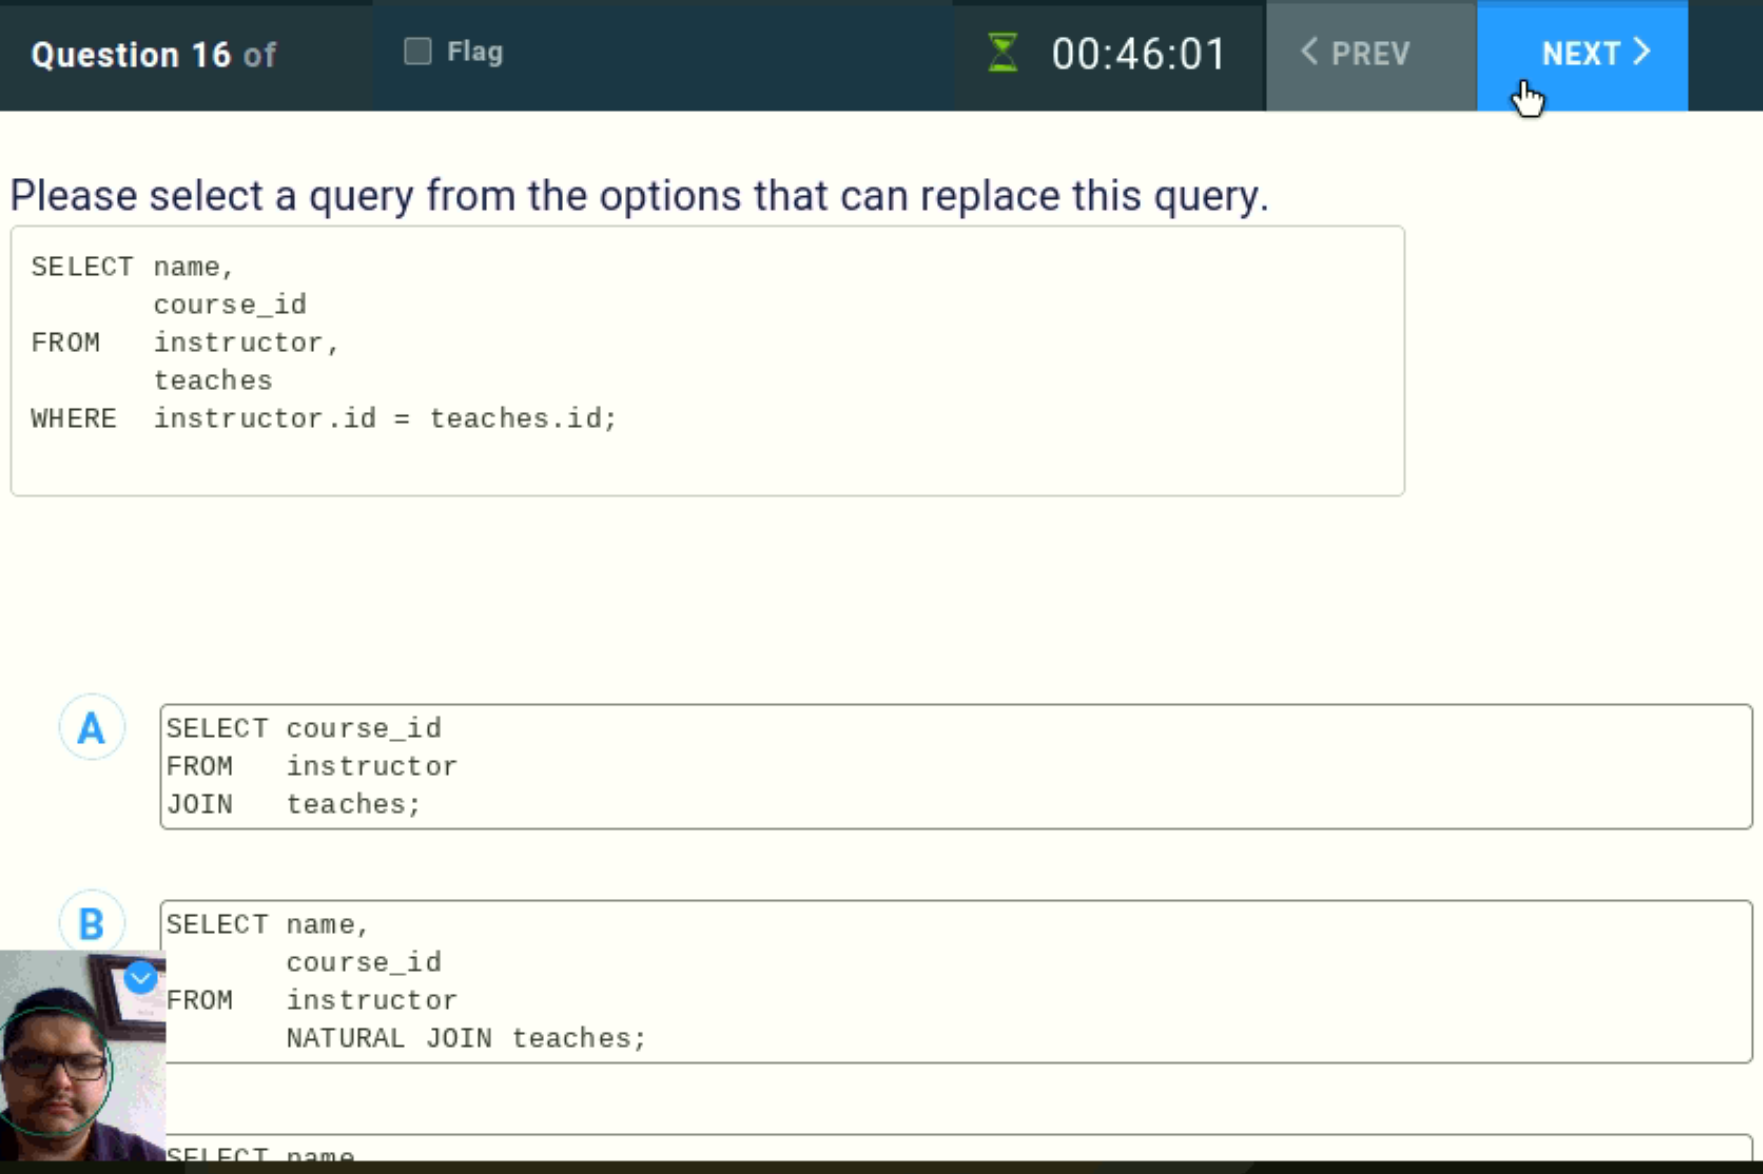 Question 16 of
Flag
00:46:01
PREV
NEXT
Please select a query from the options that can replace this query.
SELECT name,
course_id
FROM instructor,
teaches
WHERE instructor.id = teaches.id;
A
SELECT course_id
FROM instructor
JOIN teaches;
B
SELECT name,
course_id
FROM instructor
NATURAL JOIN teaches;
SELECT name